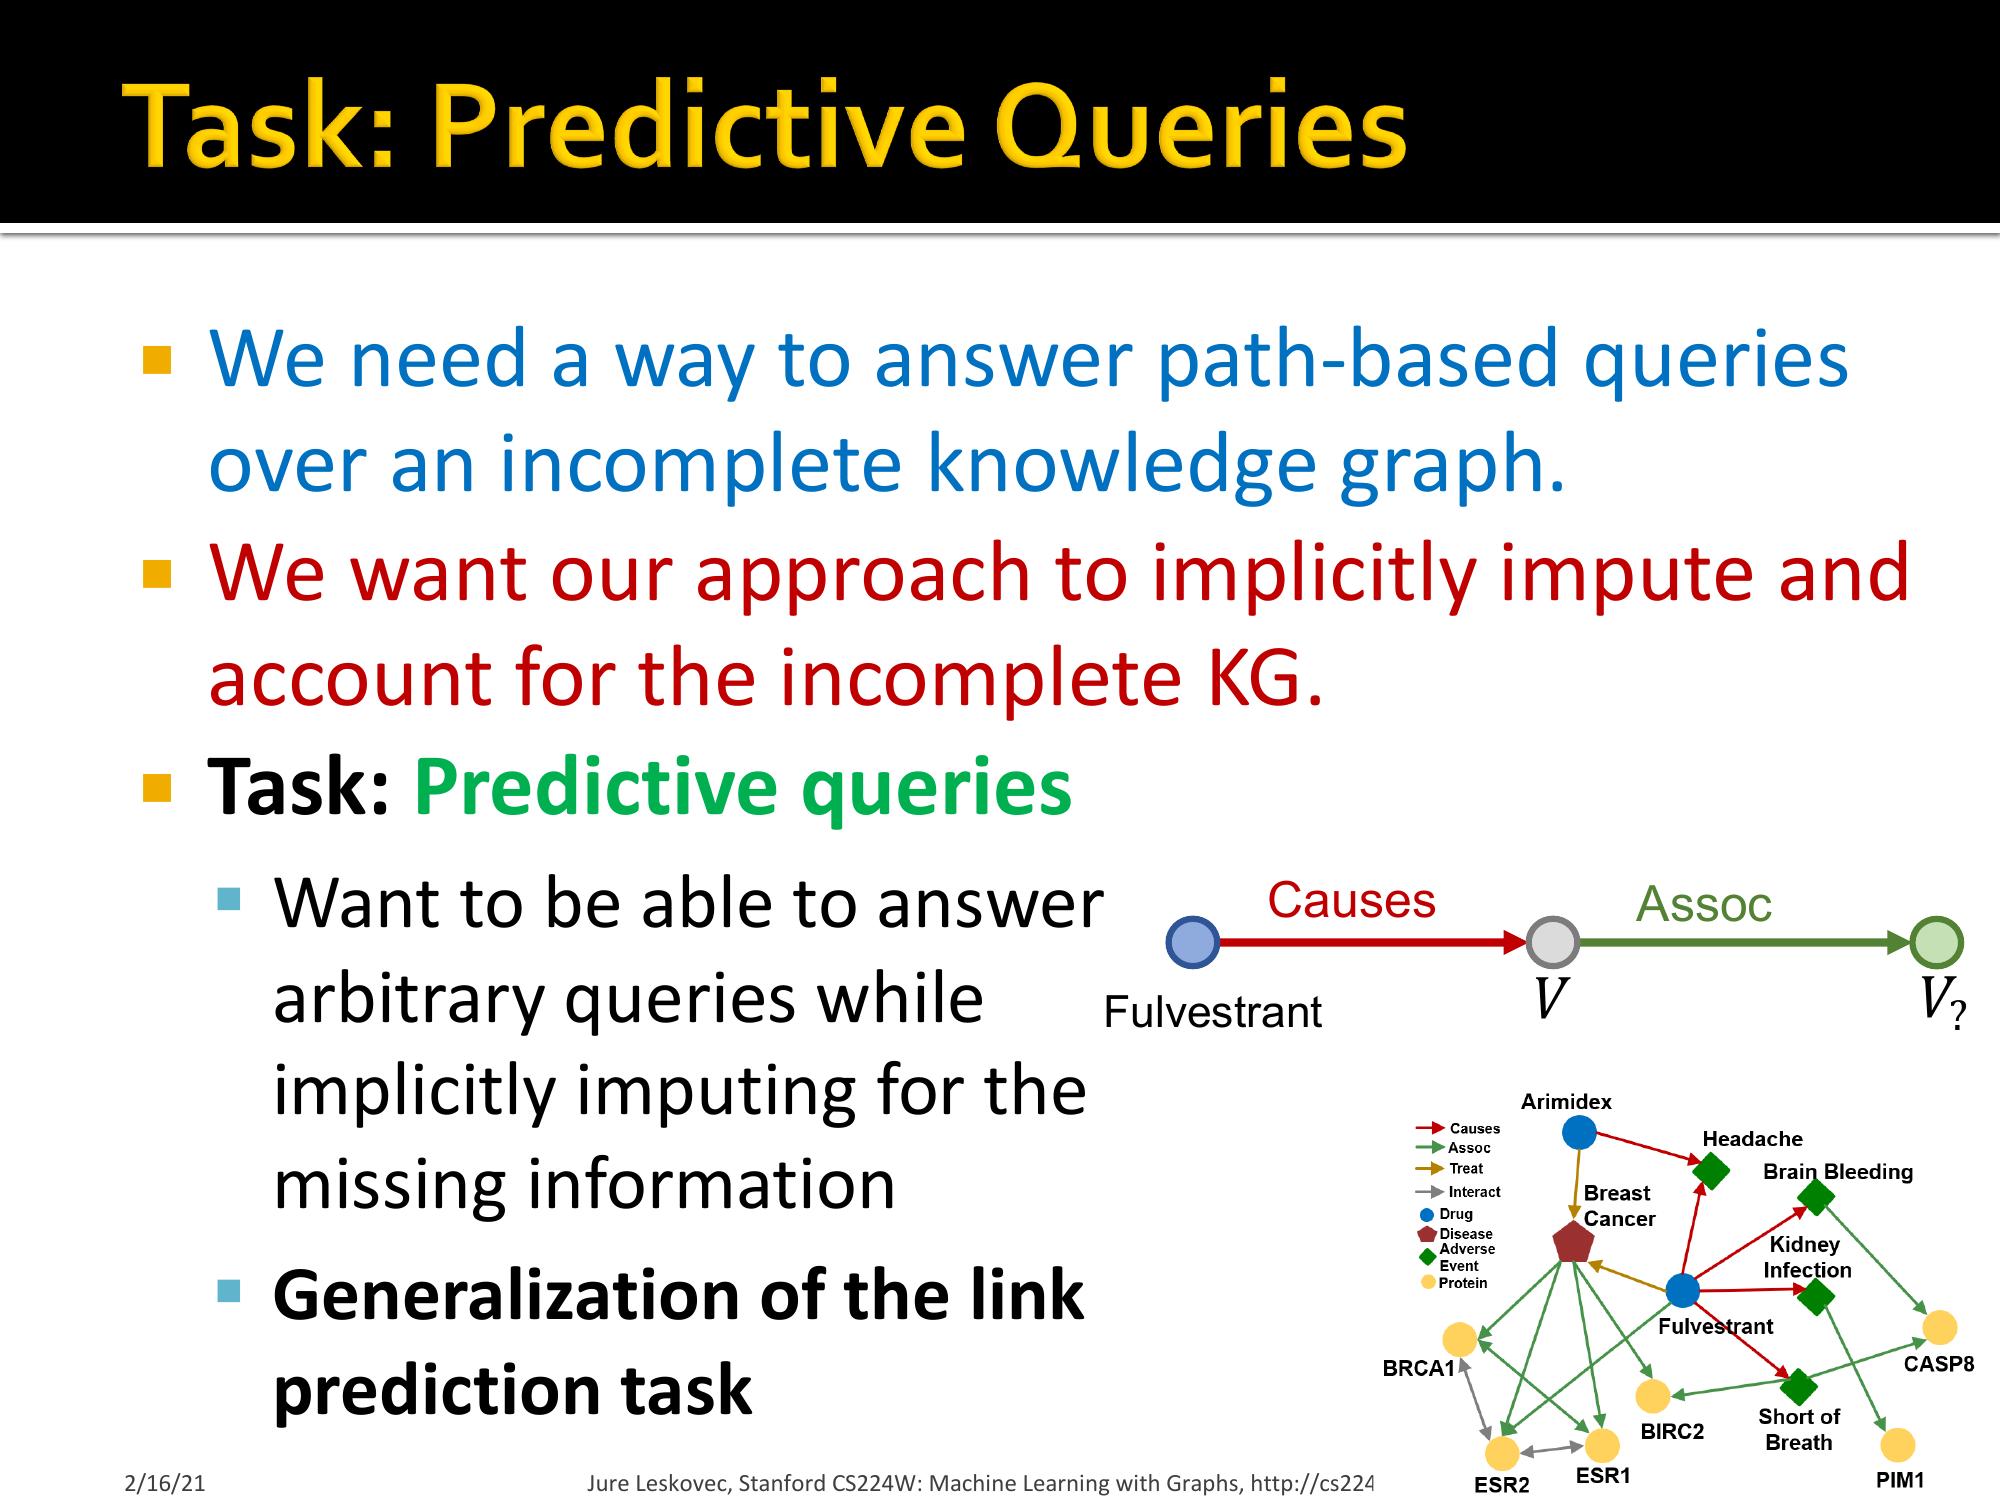 Task: Predictive Queries
We need a way to answer path-based queries
over an incomplete knowledge graph.
We want our approach to implicitly impute and
account for the incomplete KG.
Task: Predictive queries
Want to be able to answer
arbitrary queries while
implicitly imputing for the
missing information
Generalization of the link
prediction task
Causes
Assoc
Fulvestrant
V
V?
Causes
Assoc
Treat
Interact
Drug
Disease
Adverse
Event
Protein
Arimidex
Headache
Brain Bleeding
Breast
Cancer
Kidney
Infection
Fulvestrant
BRCA1
CASP8
BIRC2
Short of
Breath
ESR2
ESR1
PIM1
2/16/21
Jure Leskovec, Stanford CS224W: Machine Learning with Graphs, http://cs224